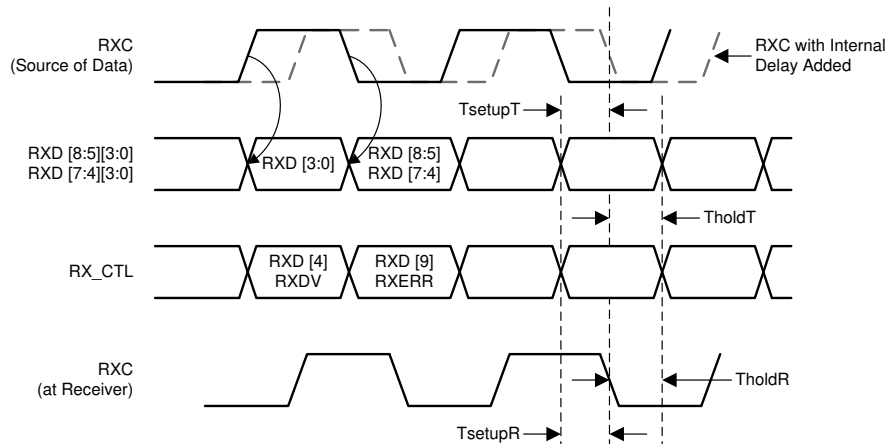 RXC
(Source of Data)
RXC with Internal
Delay Added
TsetupT
RXD [8:5][3:0]
RXD [7:4][3:0]
RXD [3:0]
RXD [8:5]
RXD [7:4]
TholdT
RX_CTL
RXD [4]
RXDV
RXD [9]
RXERR
RXC
(at Receiver)
TholdR
TsetupR